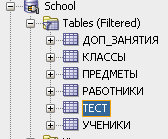 School
Tables (Filtered)
ДОП_ЗАНЯТИЯ
КЛАССЫ
ПРЕДМЕТЫ
РАБОТНИКИ
ТЕСТ
УЧЕНИКИ